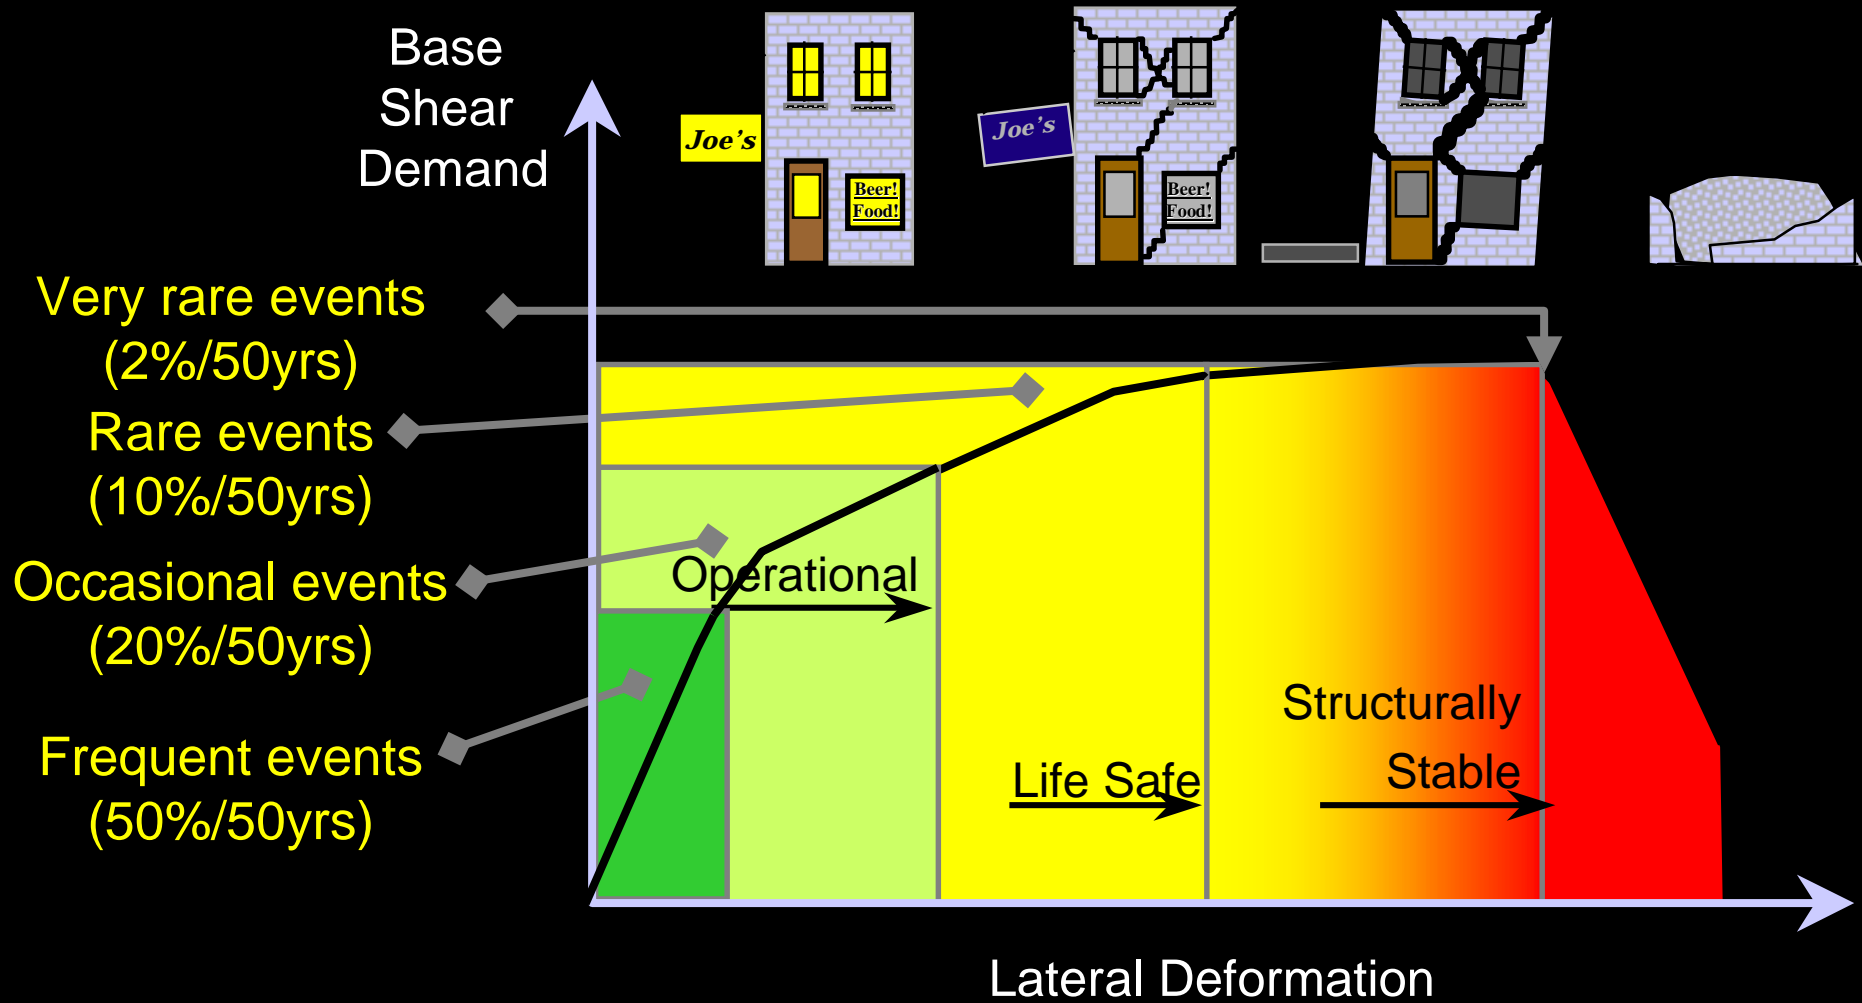 Base
Shear
Demand
Joe's
Beer!
Food!
Joe's
Beer!
Food!
Very rare events
(2%/50yrs)
Rare events
(10%/50yrs)
Occasional events
(20%/50yrs)
Frequent events
(50%/50yrs)
Operational
Life Safe
Structurally
Stable
Lateral Deformation